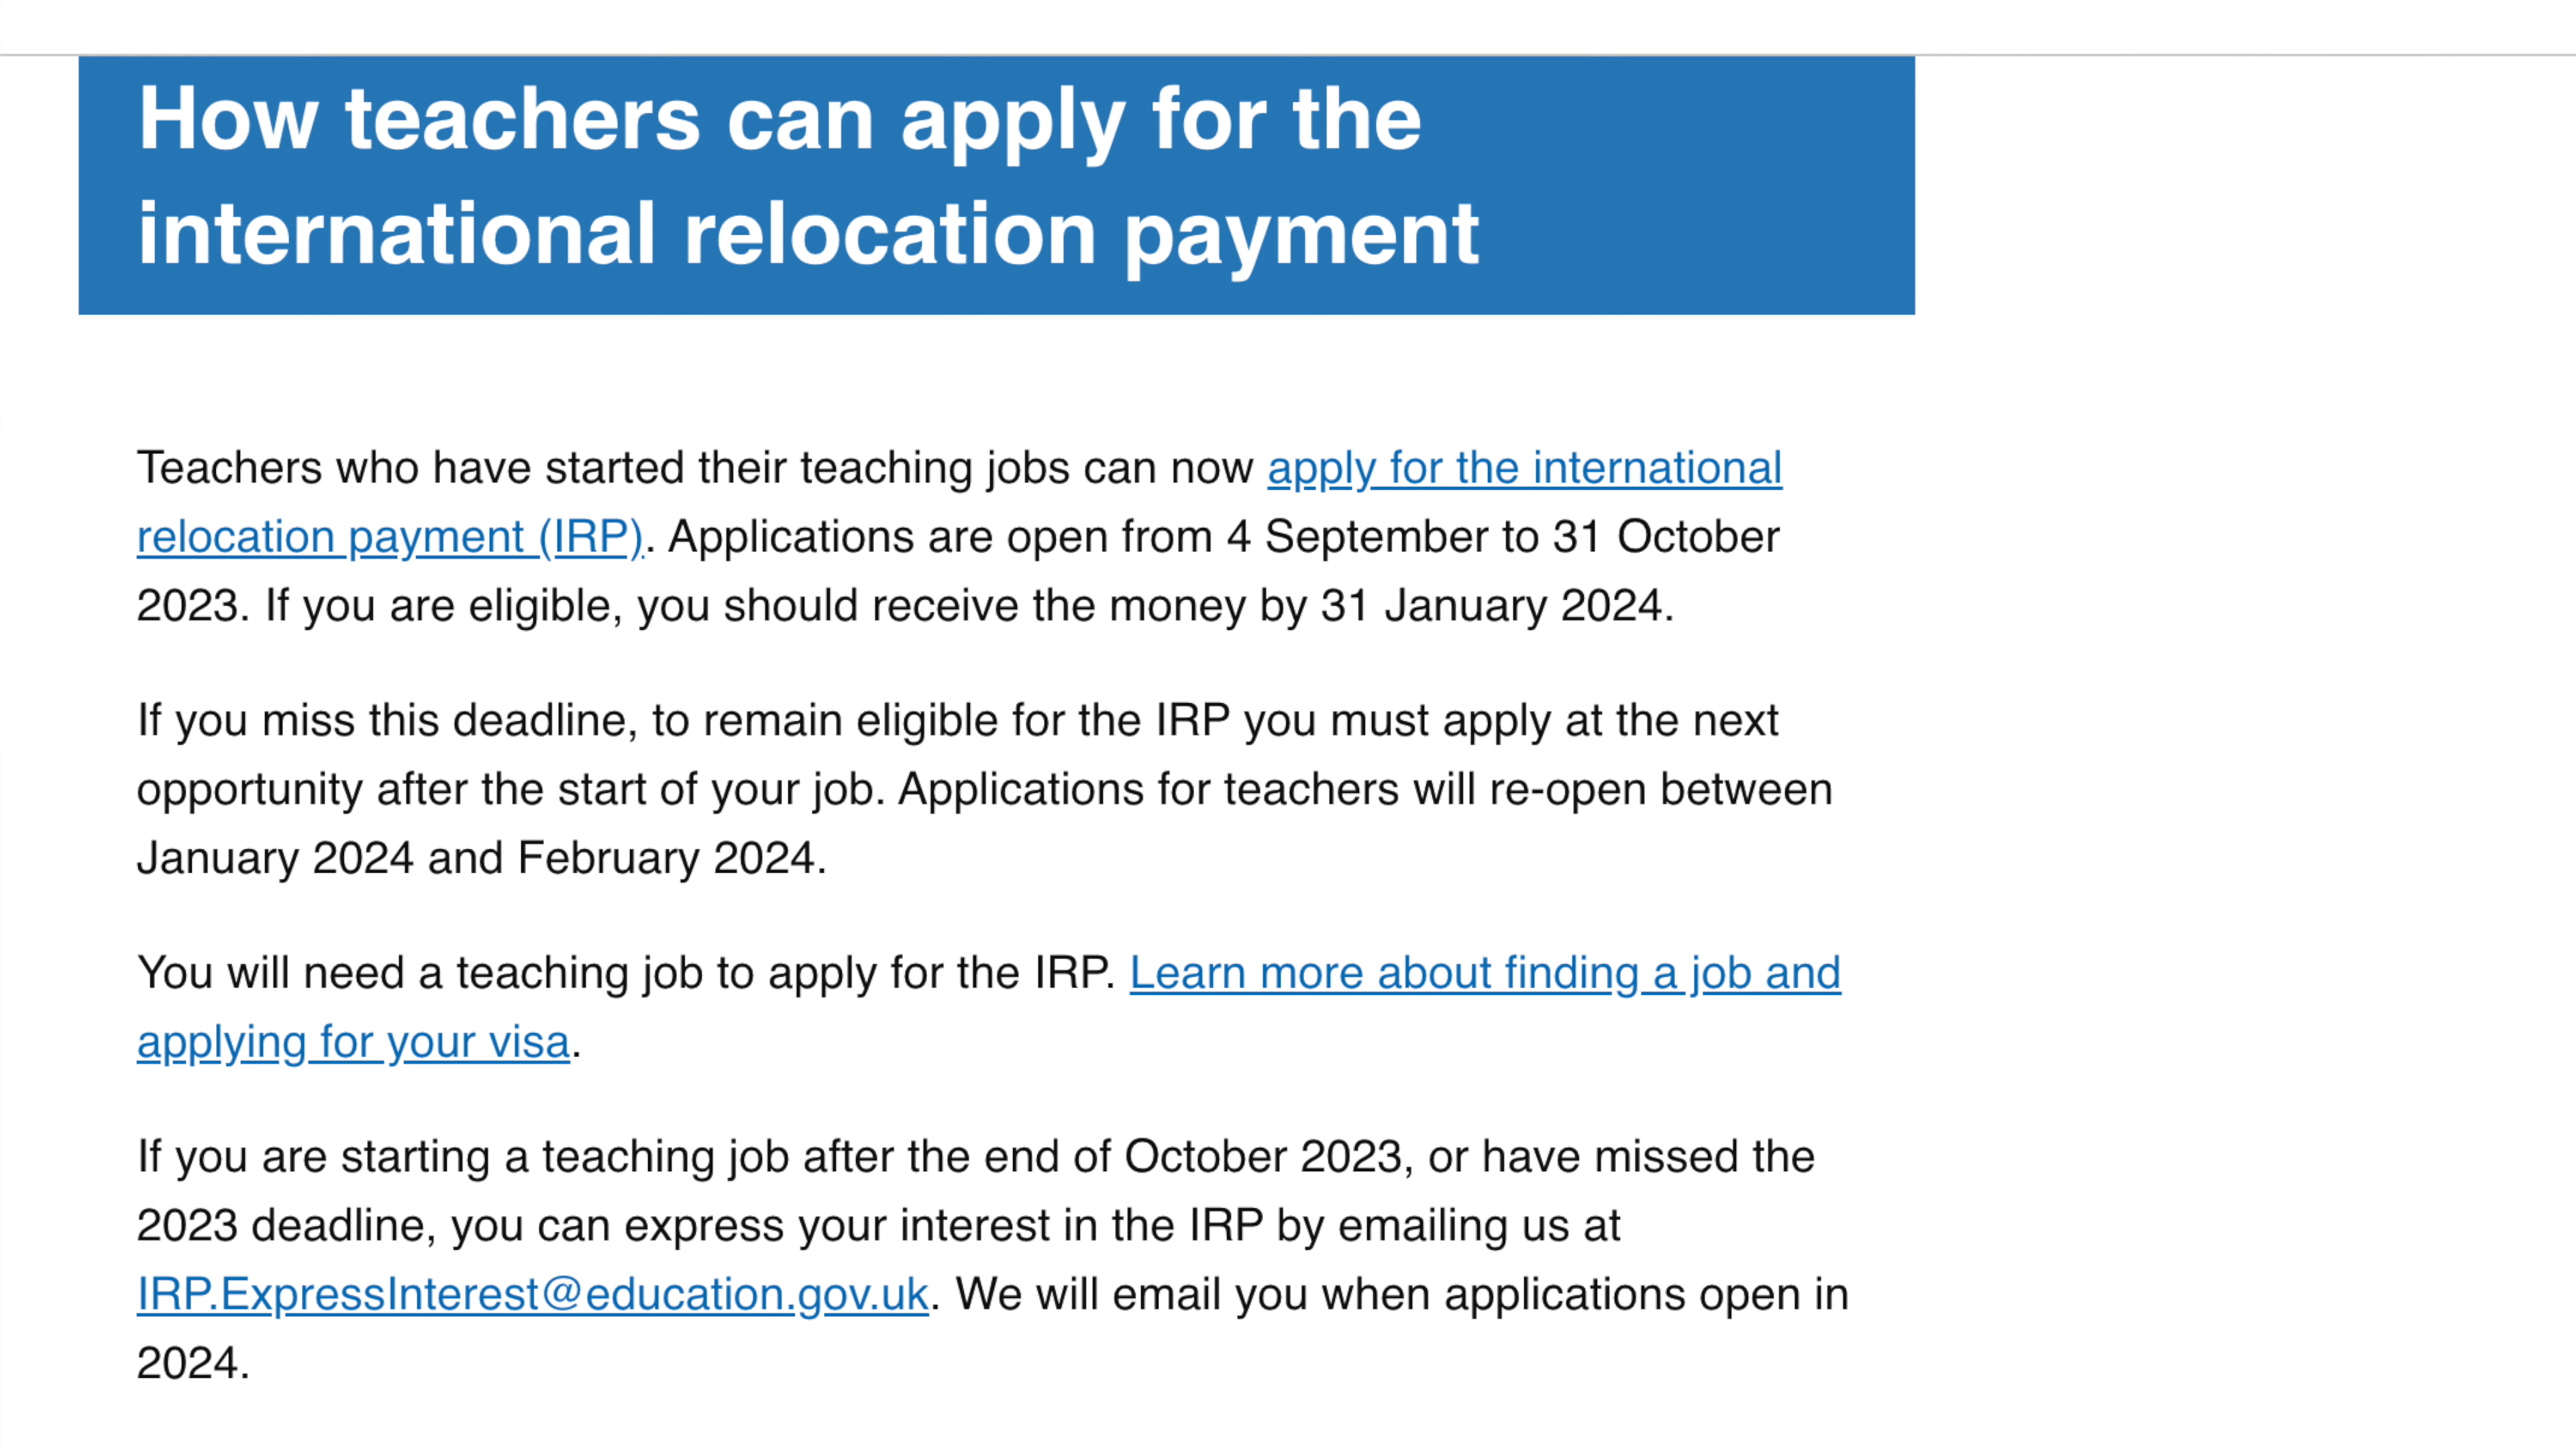 How teachers can apply for the
international relocation payment
Teachers who have started their teaching jobs can now apply for the international
relocation payment (IRP). Applications are open from 4 September to 31 October
2023. If you are eligible, you should receive the money by 31 January 2024.
If you miss this deadline, to remain eligible for the IRP you must apply at the next
opportunity after the start of your job. Applications for teachers will re-open between
January 2024 and February 2024.
You will need a teaching job to apply for the IRP. Learn more about finding a job and
applying for your visa.
If you are starting a teaching job after the end of October 2023, or have missed the
2023 deadline, you can express your interest in the IRP by emailing us at
IRP.ExpressInterest@education.gov.uk. We will email you when applications open in
2024.